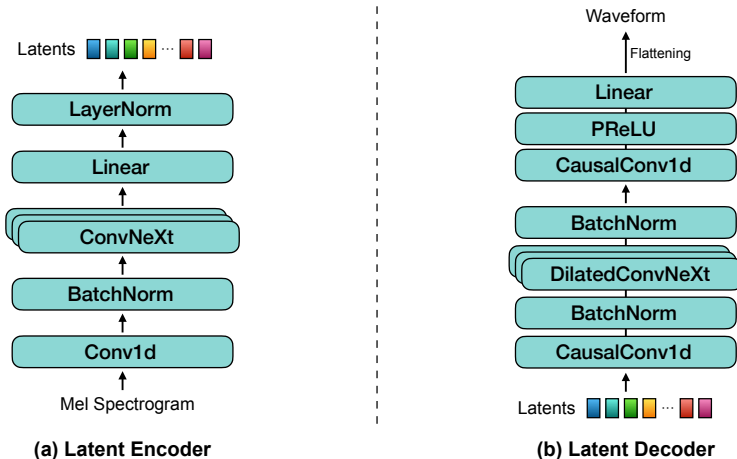 Latents ...
LayerNorm
Linear
ConvNeXt
BatchNorm
Conv1d
Mel Spectrogram
(a) Latent Encoder
Waveform
Flattening
Linear
PReLU
CausalConv1d
BatchNorm
DilatedConvNeXt
BatchNorm
CausalConv1d
Latents ...
(b) Latent Decoder